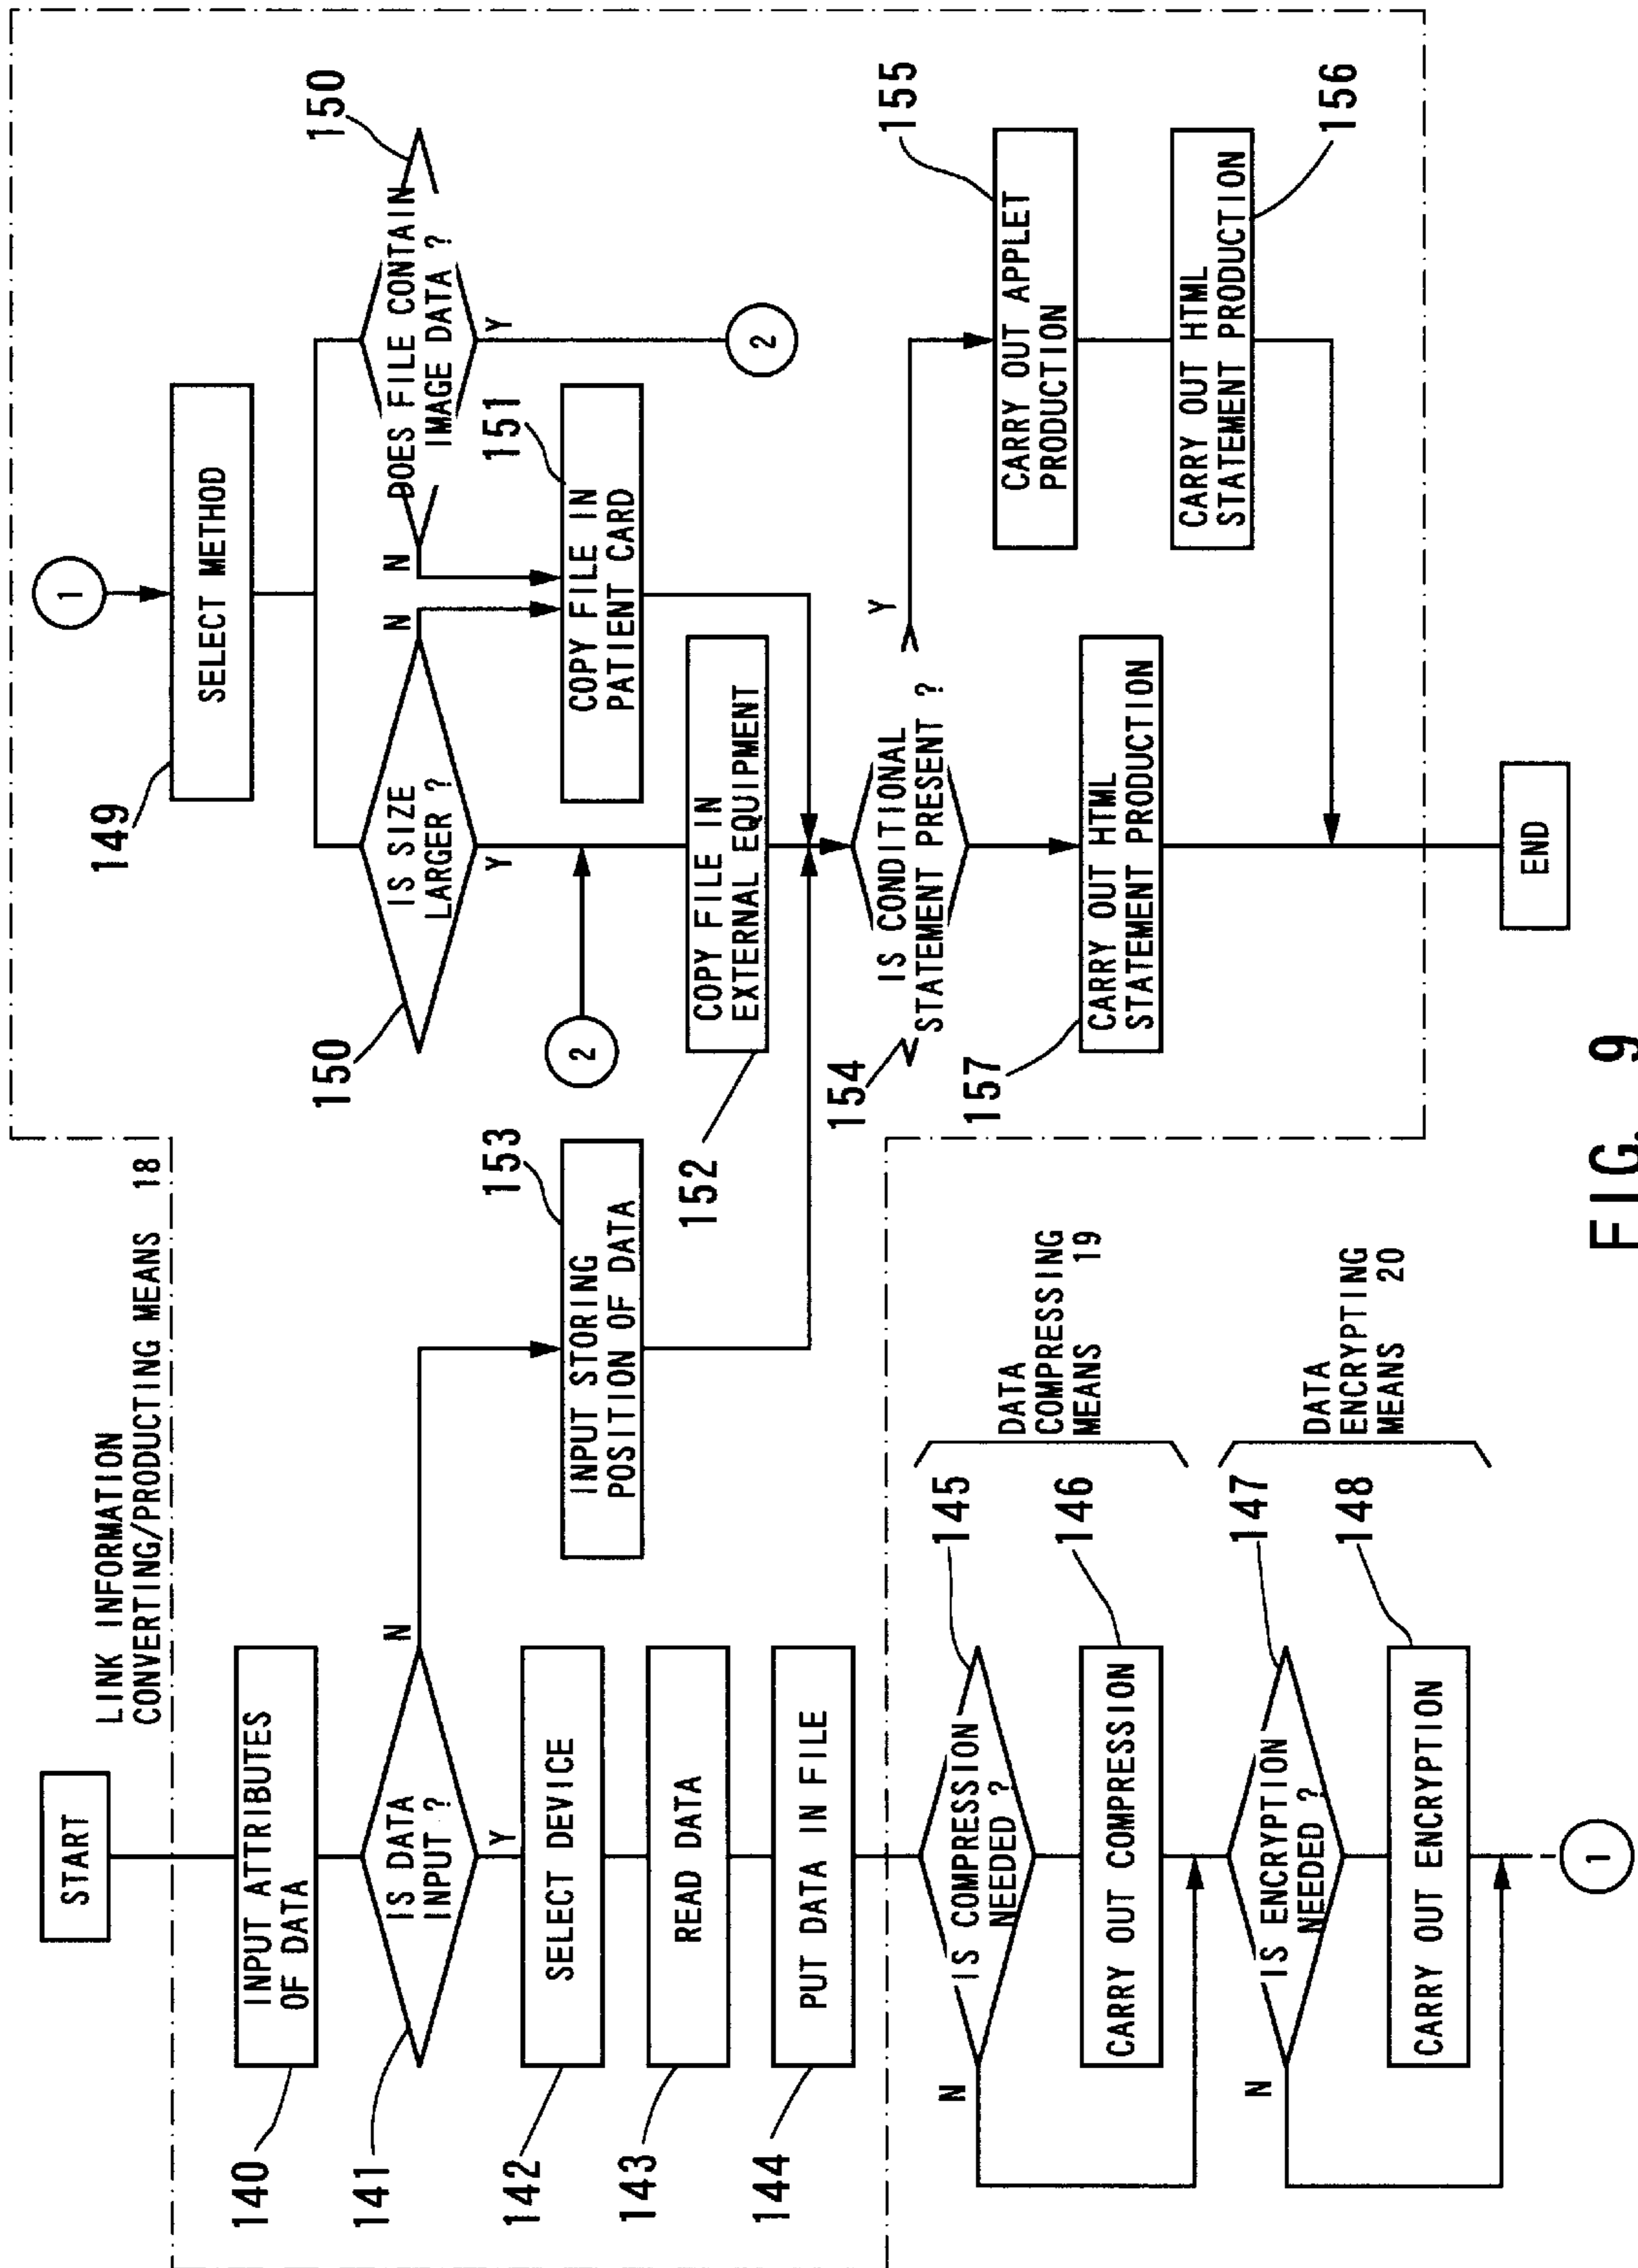 START
LINK INFORMATION
CONVERTING/PRODUCTING MEANS 18
140
INPUT ATTRIBUTES
OF DATA
141
IS DATA
INPUT ?
N
Y
142
SELECT DEVICE
143
READ DATA
144
PUT DATA IN FILE
153
INPUT STORING
POSITION OF DATA
145
IS COMPRESSION
NEEDED ?
N
146
CARRY OUT COMPRESSION
DATA
COMPRESSING
MEANS 19
147
IS ENCRYPTION
NEEDED ?
N
148
CARRY OUT ENCRYPTION
DATA
ENCRYPTING
MEANS 20
1
1
149
SELECT METHOD
150
IS SIZE
LARGER ?
N
Y
150
DOES FILE CONTAIN
IMAGE DATA ?
N
Y
2
151
COPY FILE IN
PATIENT CARD
2
152
COPY FILE IN
EXTERNAL EQUIPMENT
154
IS CONDITIONAL
STATEMENT PRESENT ?
Y
155
CARRY OUT APPLET
PRODUCTION
157
CARRY OUT HTML
STATEMENT PRODUCTION
156
CARRY OUT HTML
STATEMENT PRODUCTION
END
FIG. 9